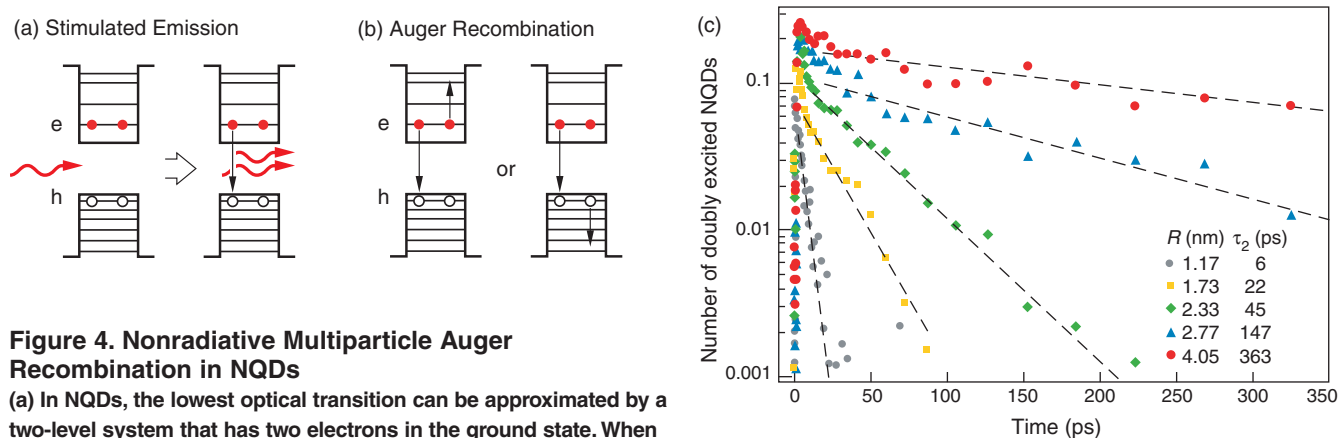 (a) Stimulated Emission
(b) Auger Recombination
e
h
e
h
or
Figure 4. Nonradiative Multiparticle Auger
Recombination in NQDs
(a) In NQDs, the lowest optical transition can be approximated by a
two-level system that has two electrons in the ground state. When
(c)
Number of doubly excited NQDs
0.1
0.01
0.001
R (nm) τ2 (ps)
1.17 6
1.73 22
2.33 45
2.77 147
4.05 363
0 50 100 150 200 250 300 350
Time (ps)